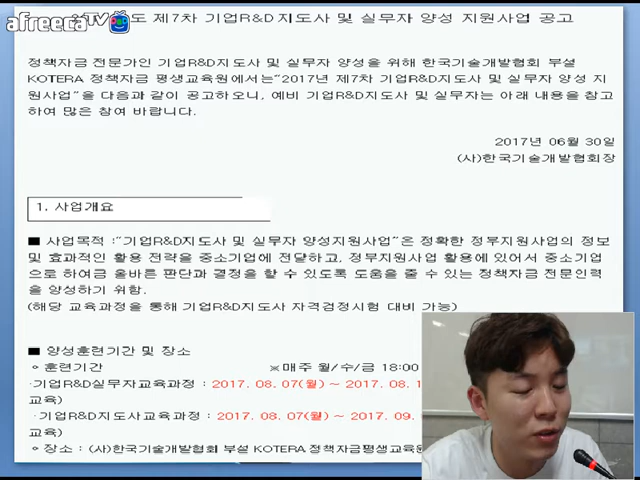 afreecaTV
도 제7차 기업R&D지도사 및 실무자 양성 지원사업 공고
정책자금 전문가인 기업R&D지도사 및 실무자 양성을 위해 한국기술개발협회 부설
KOTERA 정책자금 평생교육원에서는"2017년 제7차 기업R&D지도사 및 실무자 양성 지
원사업"을 다음과 같이 공고하오니, 예비 기업R&D지도사 및 실무자는 아래 내용을 참고
하여 많은 참여 바랍니다.
2017년 06월 30일
(사)한국기술개발협회장
1. 사업개요
■ 사업목적 :"기업R&D지도사 및 실무자 양성지원사업"은 정확한 정부지원사업의 정보
및 효과적인 활용 전략을 중소기업에 전달하고, 정부지원사업 활용에 있어서 중소기업
으로 하여금 올바른 판단과 결정을 할 수 있도록 도움을 줄 수 있는 정책자금 전문인력
을 양성하기 위함.
(해당 교육과정을 통해 기업R&D지도사 자격검정시험 대비 가능)
■ 양성훈련기간 및 장소
ㅇ 훈련기간 ※매주 월/수/금 18:00
·기업R&D실무자교육과정 : 2017. 08. 07(월) ~ 2017. 08. 1
교육)
·기업R&D지도사교육과정 : 2017. 08. 07(월) ~ 2017. 09.
교육)
ㅇ 장소 : (사)한국기술개발협회 부설 KOTERA 정책자금평생교육원